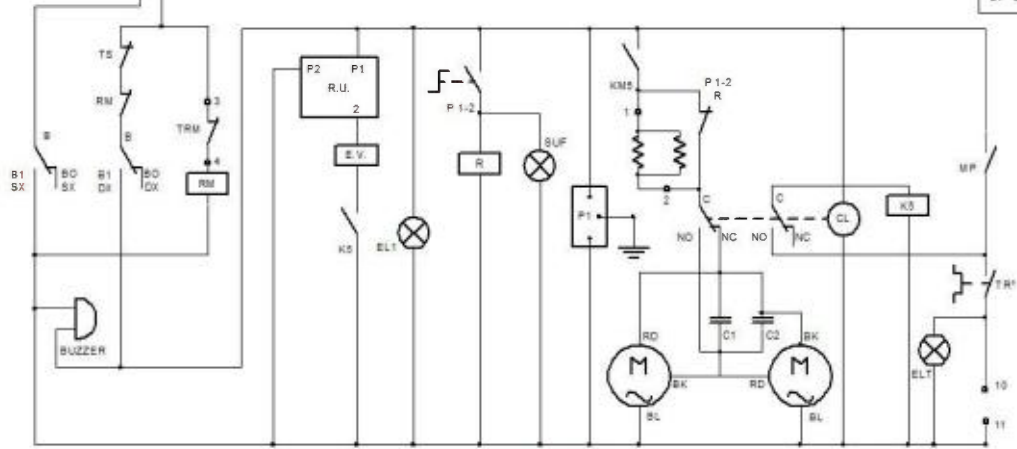 TS
RM
TRM
3
4
RM
B
B1
SX
BO
SX
B
B1
DX
BO
DX
BUZZER
P2 P1
R.U.
2
E.V.
K5
EL1
P 1-2
R
SUF
P1
KM5
1
P 1-2
R
2
C
NO
NC
C
NO
NC
CL
K5
MP
C1
C2
RD
M
BK
BL
BK
RD
M
BL
ELT
10
11